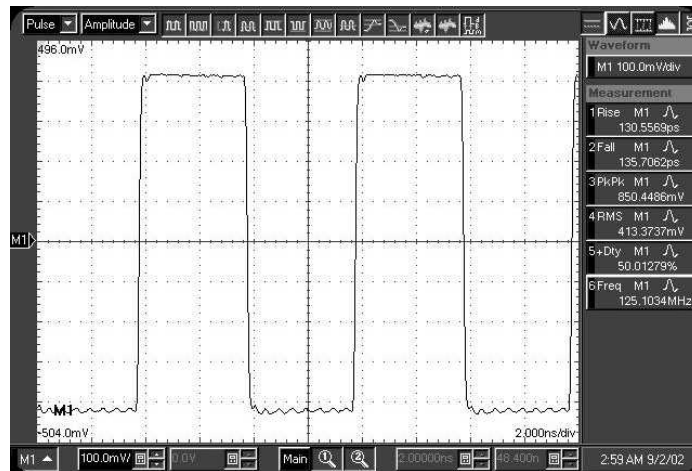 Pulse Amplitude
496.0mV
Waveform
M1 100.0mV/div
Measurement
1 Rise M1
130.5569ps
2 Fall M1
135.7062ps
3 PkPk M1
850.4486mV
4 RMS M1
413.3737mV
5 +Dty M1
50.01279%
6 Freq M1
125.1034MHz
M1
M1
-504.0mV
2.000ns/div
M1 100.0mV/ 0.0V Main 1 2 2.00000ns 48.400n 2:59 AM 9/2/02